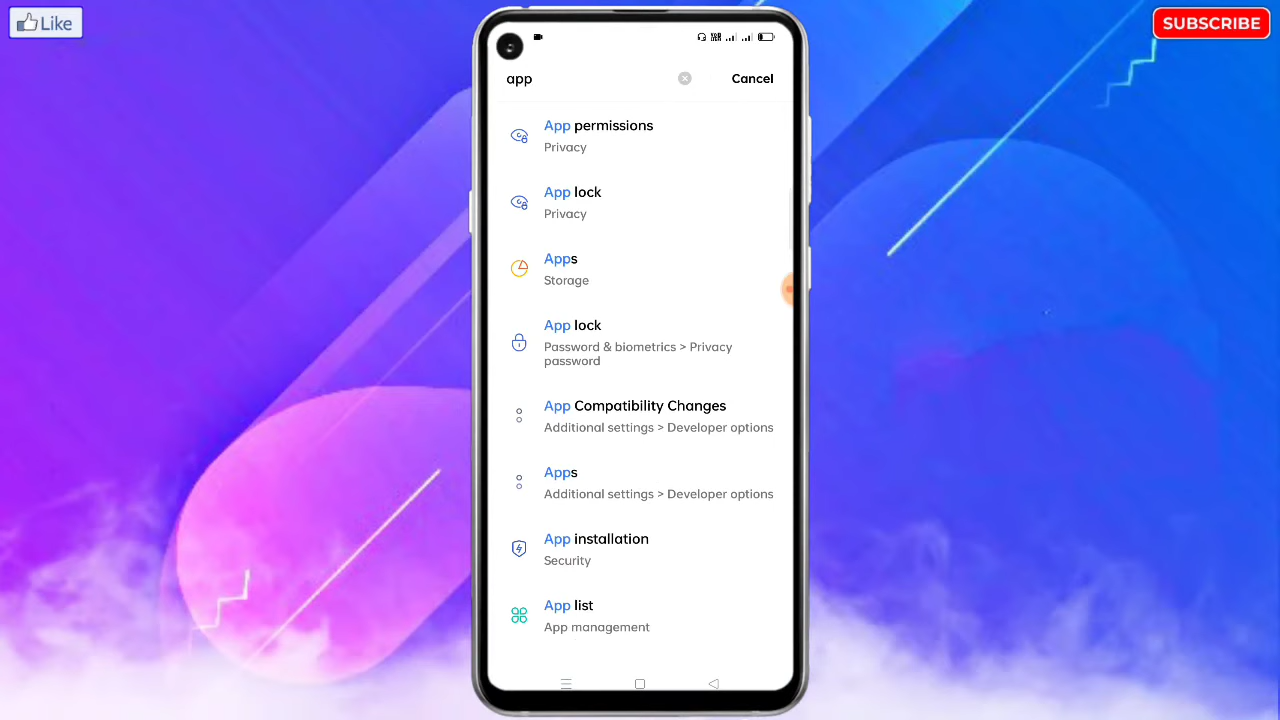 Like
SUBSCRIBE
app
Cancel
App permissions
Privacy
App lock
Privacy
Apps
Storage
App lock
Password & biometrics > Privacy
password
App Compatibility Changes
Additional settings > Developer options
Apps
Additional settings > Developer options
App installation
Security
App list
App management